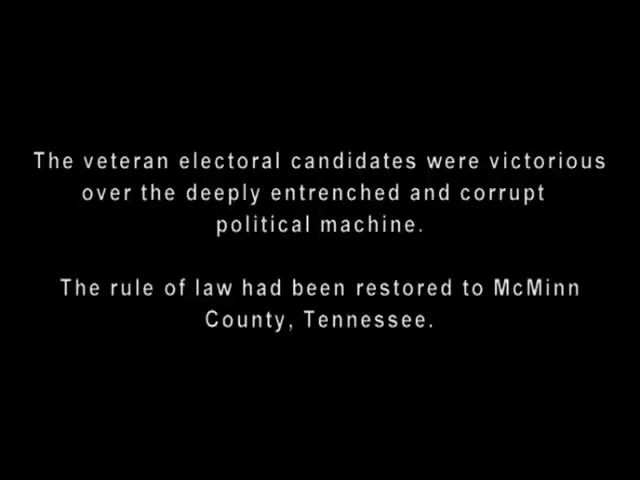 The veteran electoral candidates were victorious
over the deeply entrenched and corrupt
political machine.
The rule of law had been restored to McMinn
County, Tennessee.